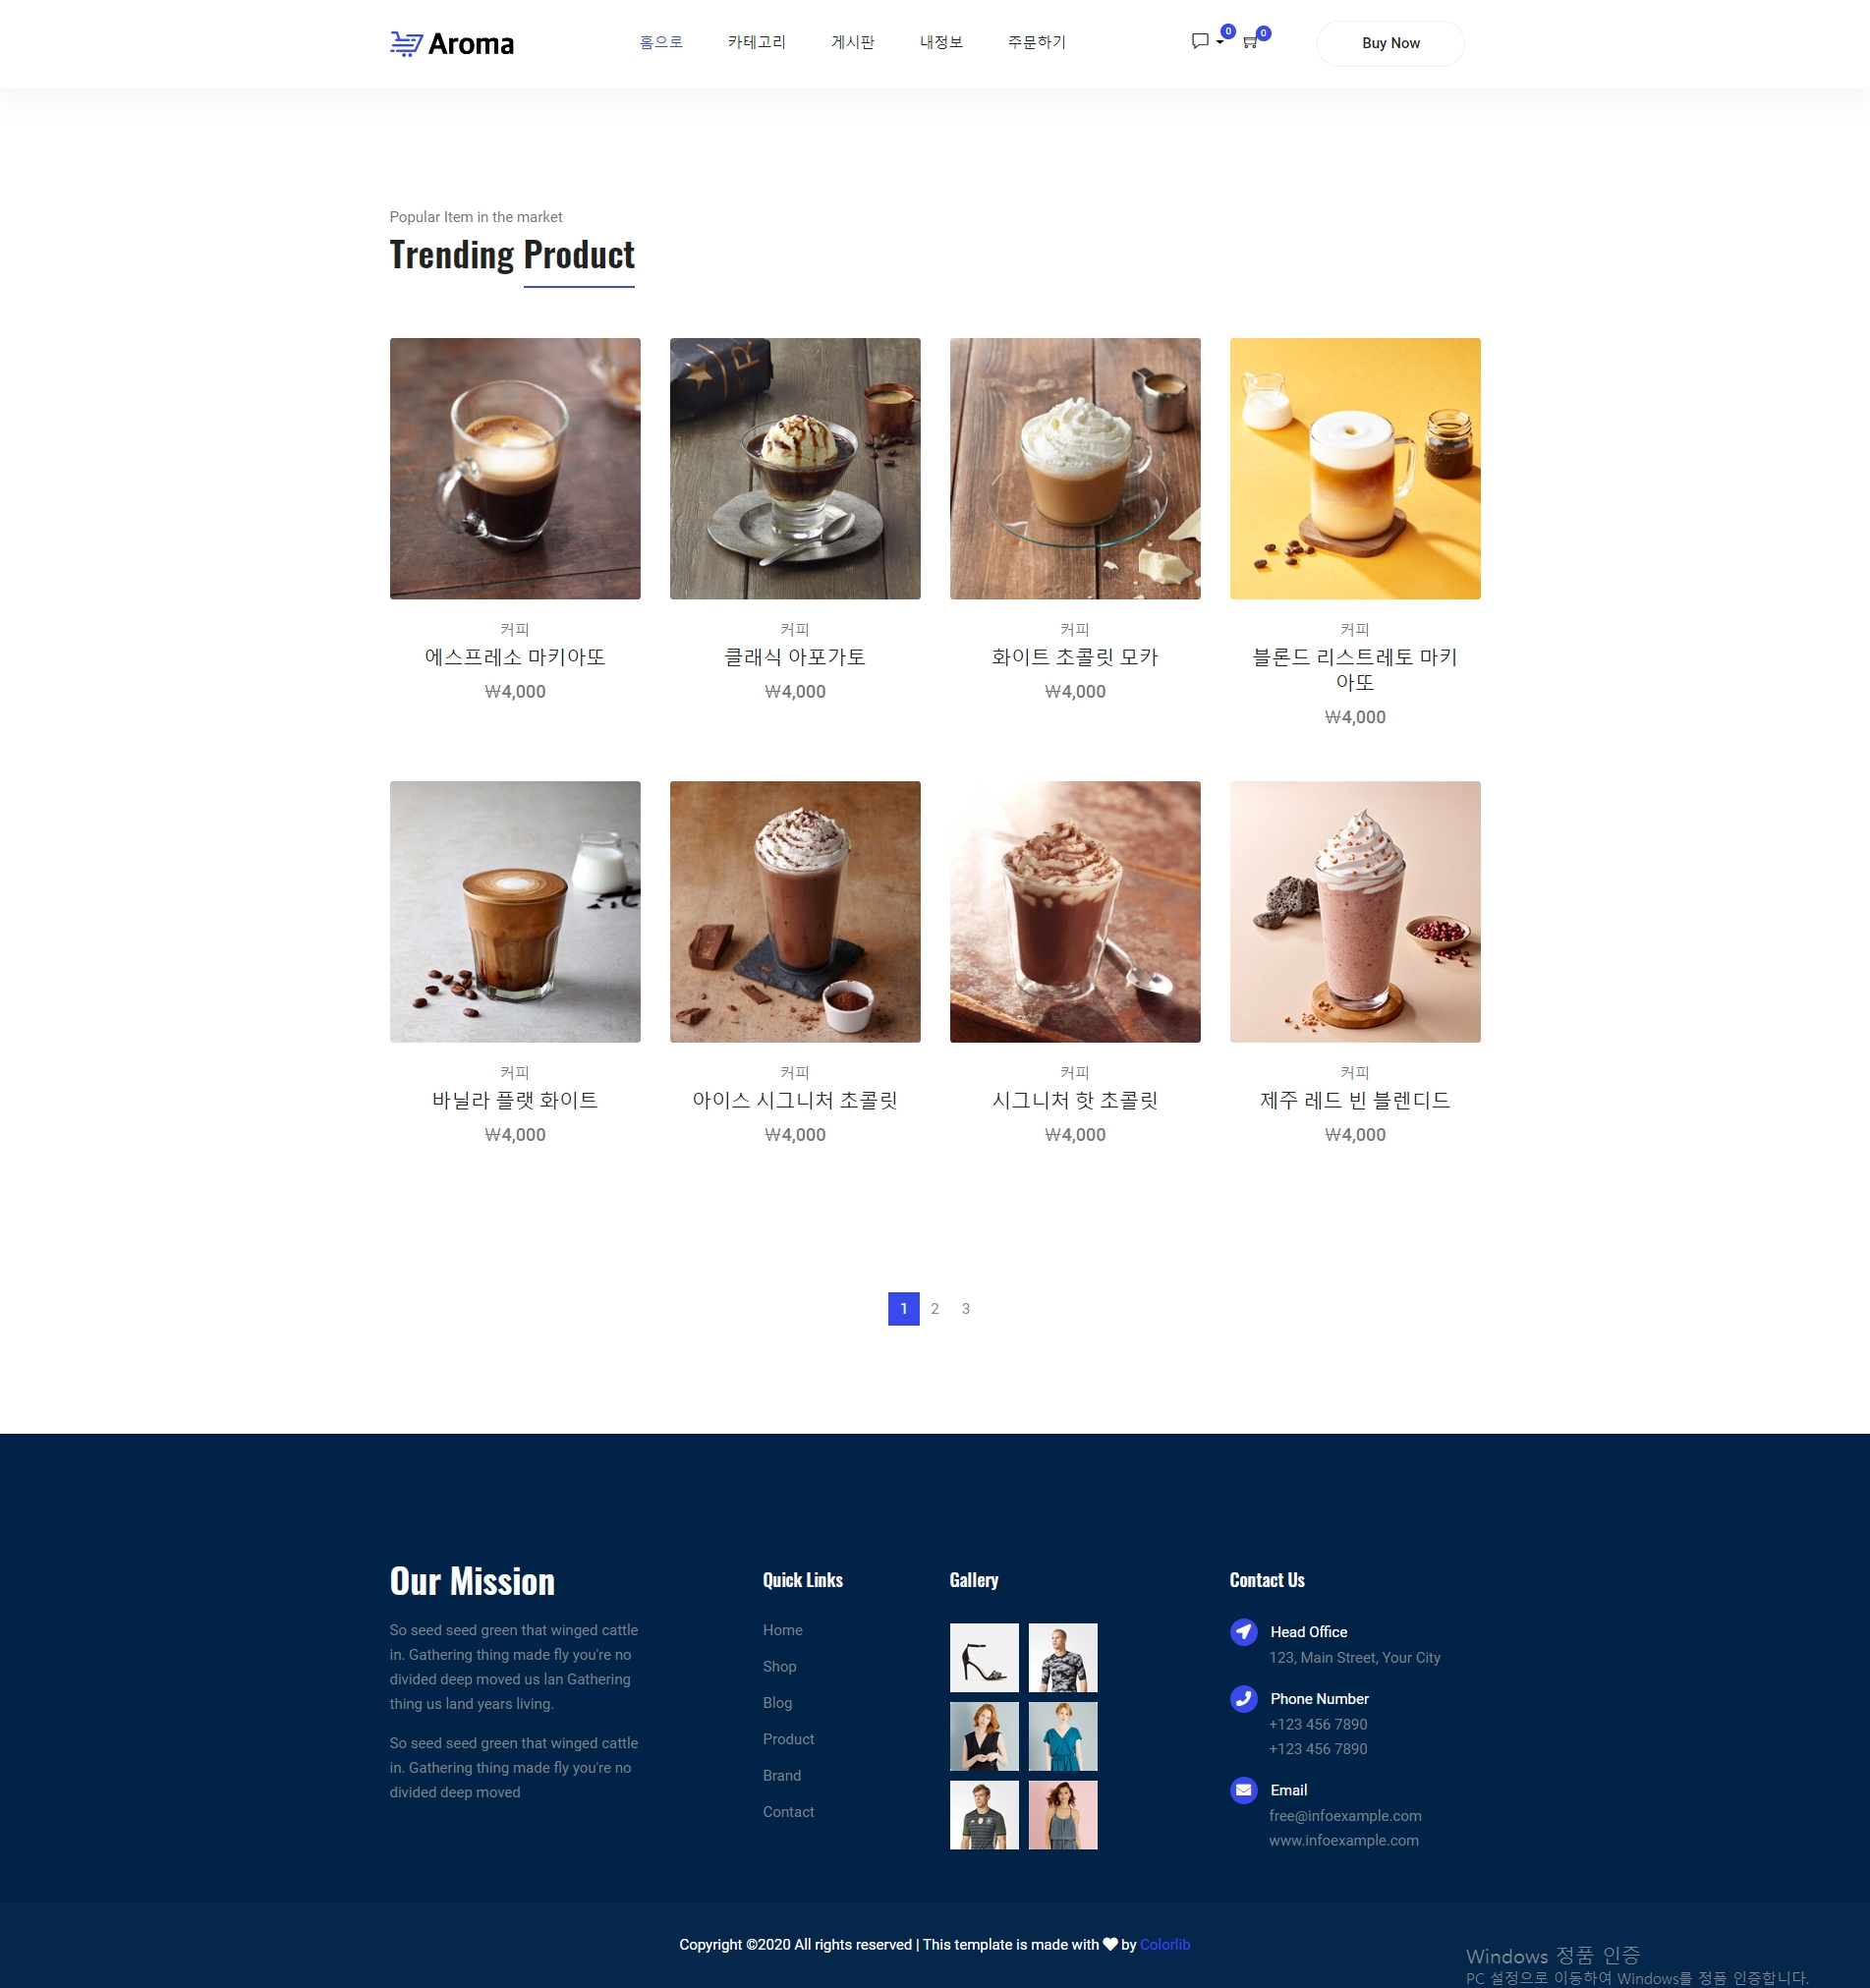 Aroma
홈으로
카테고리
게시판
내정보
주문하기
0
0
Buy Now
Popular Item in the market
Trending Product
커피
에스프레소 마키아또
₩4,000
커피
클래식 아포가토
₩4,000
커피
화이트 초콜릿 모카
₩4,000
커피
블론드 리스트레토 마키
아또
₩4,000
커피
바닐라 플랫 화이트
₩4,000
커피
아이스 시그니처 초콜릿
₩4,000
커피
시그니처 핫 초콜릿
₩4,000
커피
제주 레드 빈 블렌디드
₩4,000
1 2 3
Our Mission
So seed seed green that winged cattle
in. Gathering thing made fly you're no
divided deep moved us lan Gathering
thing us land years living.
So seed seed green that winged cattle
in. Gathering thing made fly you're no
divided deep moved
Quick Links
Home
Shop
Blog
Product
Brand
Contact
Gallery
Contact Us
Head Office
123, Main Street, Your City
Phone Number
+123 456 7890
+123 456 7890
Email
free@infoexample.com
www.infoexample.com
Copyright ©2020 All rights reserved | This template is made with ♥ by Colorlib
Windows 정품 인증
PC 설정으로 이동하여 Windows를 정품 인증합니다.